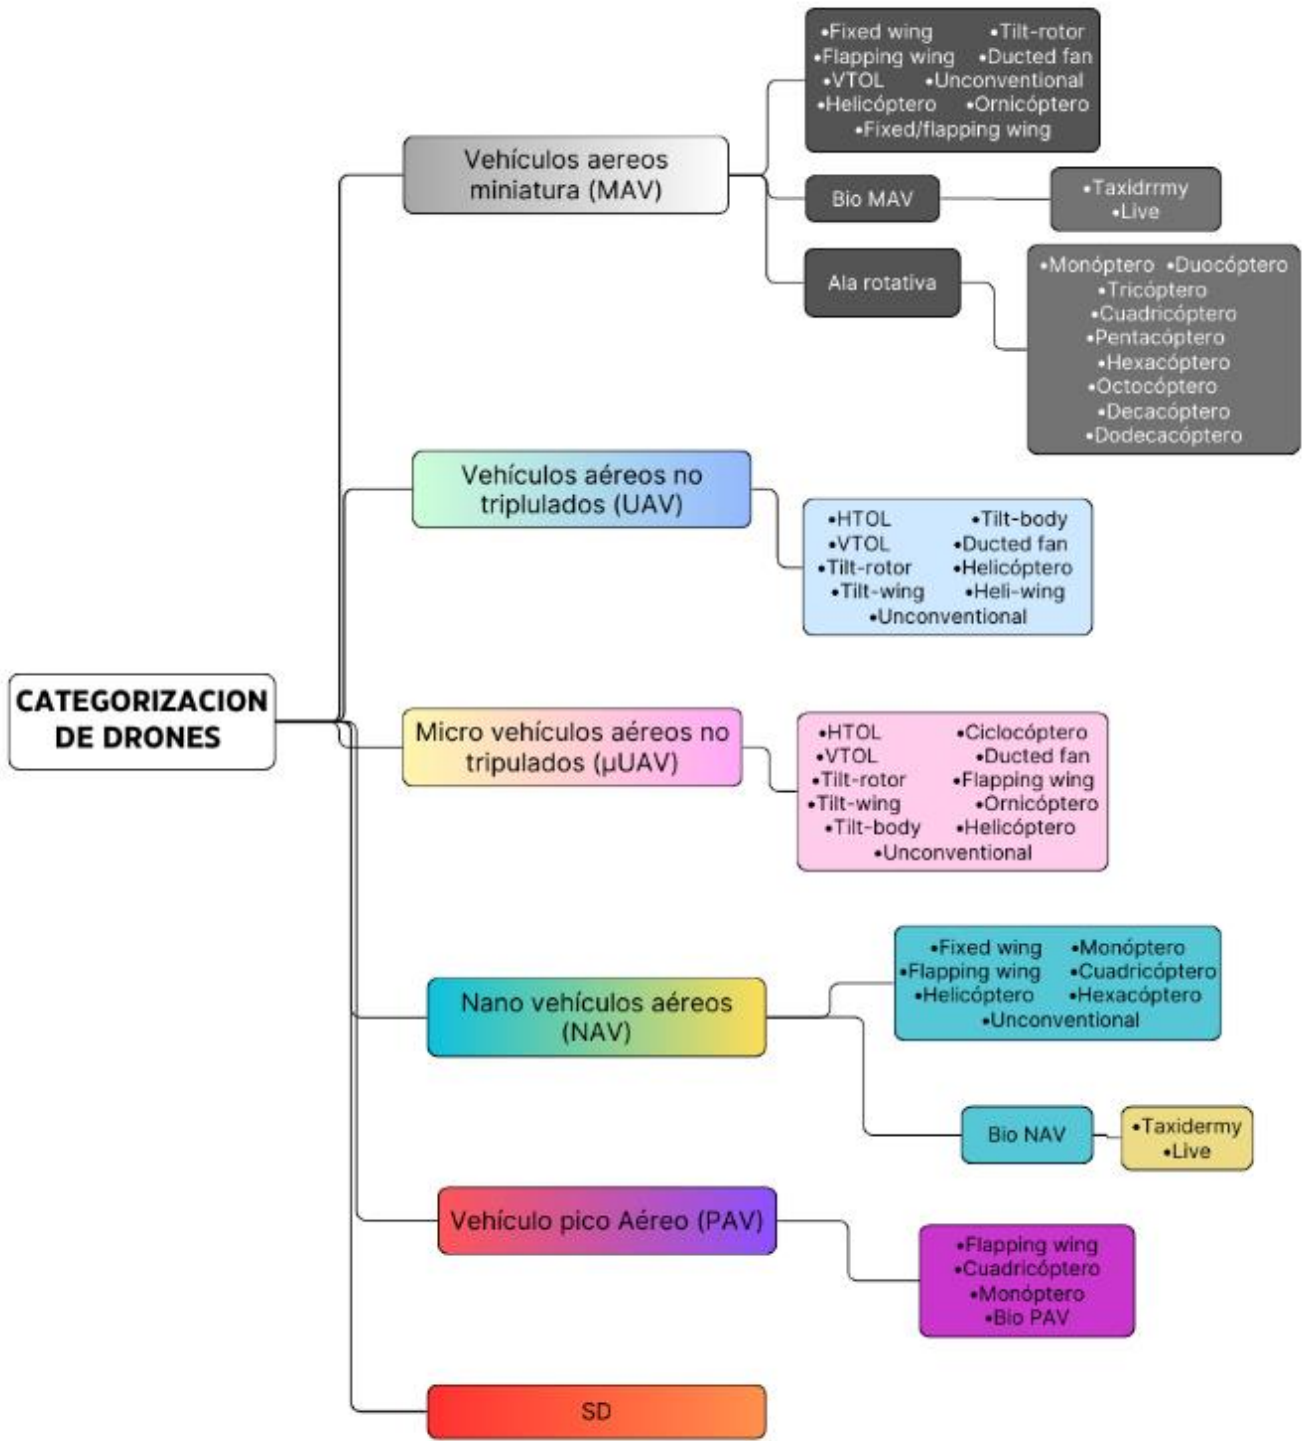 •Fixed wing •Tilt-rotor
•Flapping wing •Ducted fan
•VTOL •Unconventional
•Helicóptero •Ornicóptero
•Fixed/flapping wing
Vehículos aereos
miniatura (MAV)
Bio MAV
•Taxidrrmy
•Live
Ala rotativa
•Monóptero •Duocóptero
•Tricóptero
•Cuadricóptero
•Pentacóptero
•Hexacóptero
•Octocóptero
•Decacóptero
•Dodecacóptero
Vehículos aéreos no
triplulados (UAV)
•HTOL •Tilt-body
•VTOL •Ducted fan
•Tilt-rotor •Helicóptero
•Tilt-wing •Heli-wing
•Unconventional
CATEGORIZACION
DE DRONES
Micro vehículos aéreos no
tripulados (μUAV)
•HTOL •Ciclocóptero
•VTOL •Ducted fan
•Tilt-rotor •Flapping wing
•Tilt-wing •Ornicóptero
•Tilt-body •Helicóptero
•Unconventional
Nano vehículos aéreos
(NAV)
•Fixed wing •Monóptero
•Flapping wing •Cuadricóptero
•Helicóptero •Hexacóptero
•Unconventional
Bio NAV
•Taxidermy
•Live
Vehículo pico Aéreo (PAV)
•Flapping wing
•Cuadricóptero
•Monóptero
•Bio PAV
SD